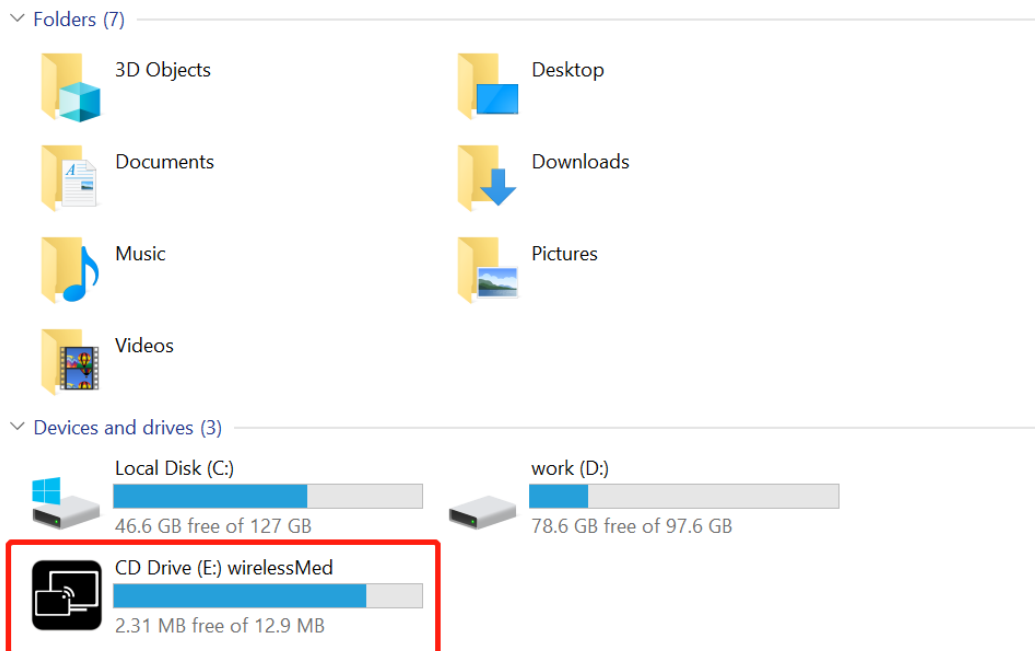 Folders (7)
3D Objects
Desktop
Documents
Downloads
Music
Pictures
Videos
Devices and drives (3)
Local Disk (C:)
46.6 GB free of 127 GB
work (D:)
78.6 GB free of 97.6 GB
CD Drive (E:) wirelessMed
2.31 MB free of 12.9 MB